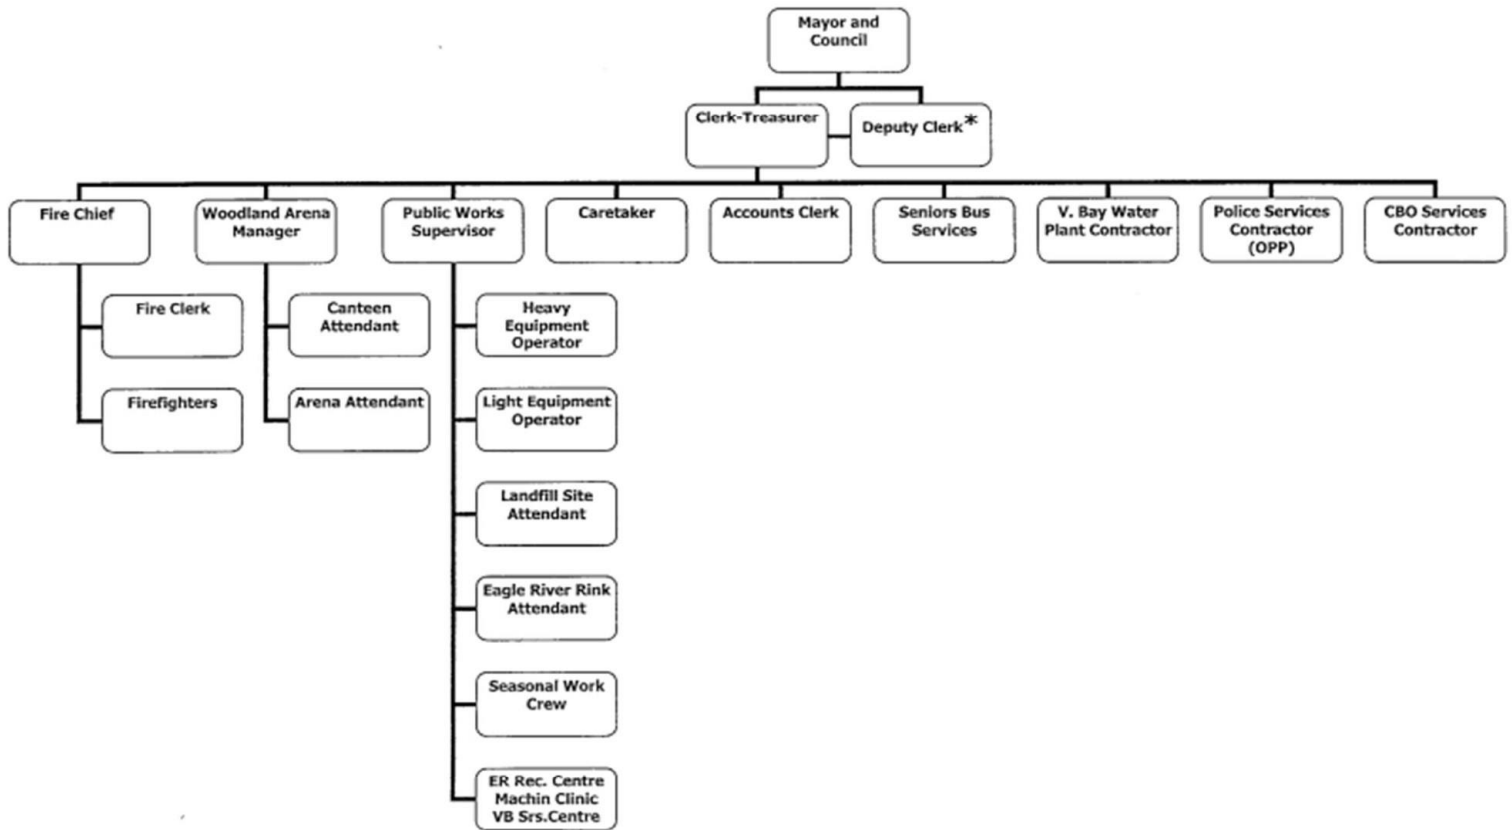 Mayor and
Council
Clerk-Treasurer
Deputy Clerk*
Fire Chief
Woodland Arena
Manager
Public Works
Supervisor
Caretaker
Accounts Clerk
Seniors Bus
Services
V. Bay Water
Plant Contractor
Police Services
Contractor
(OPP)
CBO Services
Contractor
Fire Clerk
Firefighters
Canteen
Attendant
Arena Attendant
Heavy
Equipment
Operator
Light Equipment
Operator
Landfill Site
Attendant
Eagle River Rink
Attendant
Seasonal Work
Crew
ER Rec. Centre
Machin Clinic
VB Srs.Centre